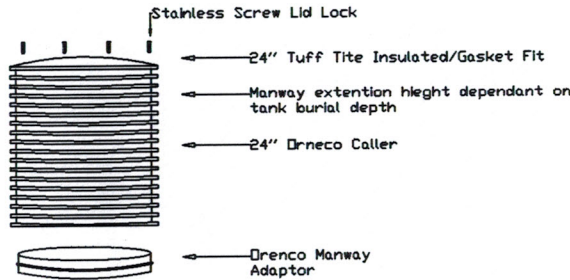 Stainless Screw Lid Lock
24" Tuff Tite Insulated/Gasket Fit
Manway extention hieght dependant on
tank burial depth
24" Orneco Caller
Orenco Manway
Adaptor